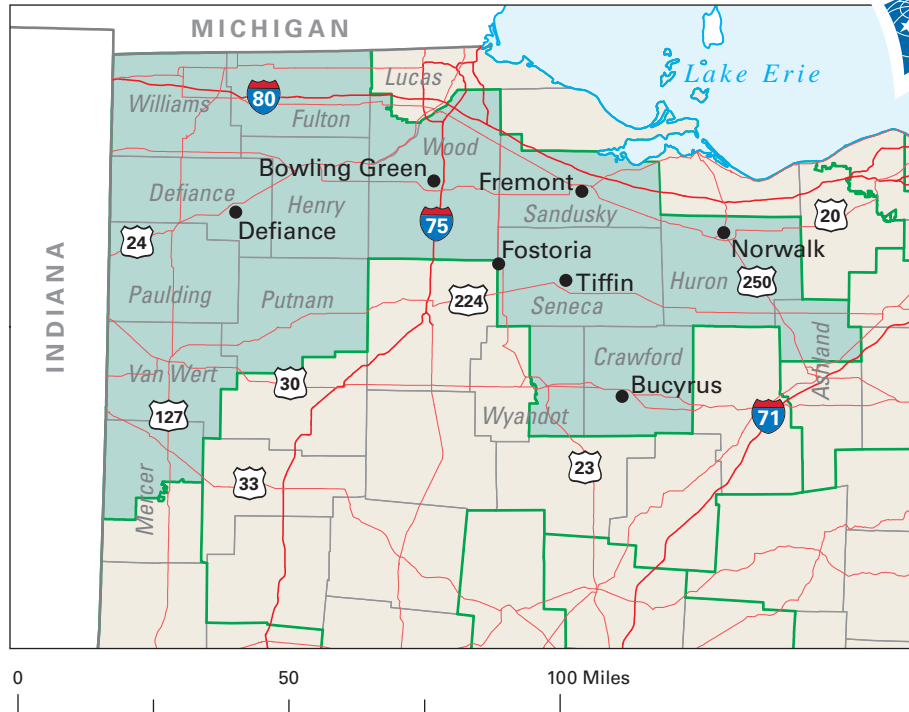 MICHIGAN
Lucas
Lake Erie
Williams
80
Fulton
Wood
Bowling Green
Fremont
Defiance
Henry
Sandusky
20
Defiance
75
24
Norwalk
Fostoria
INDIANA
Tiffin
Huron
250
Paulding
Putnam
224
Seneca
Ashland
Crawford
Van Wert
30
Bucyrus
127
Wyandot
71
33
23
Mercer
0 50 100 Miles